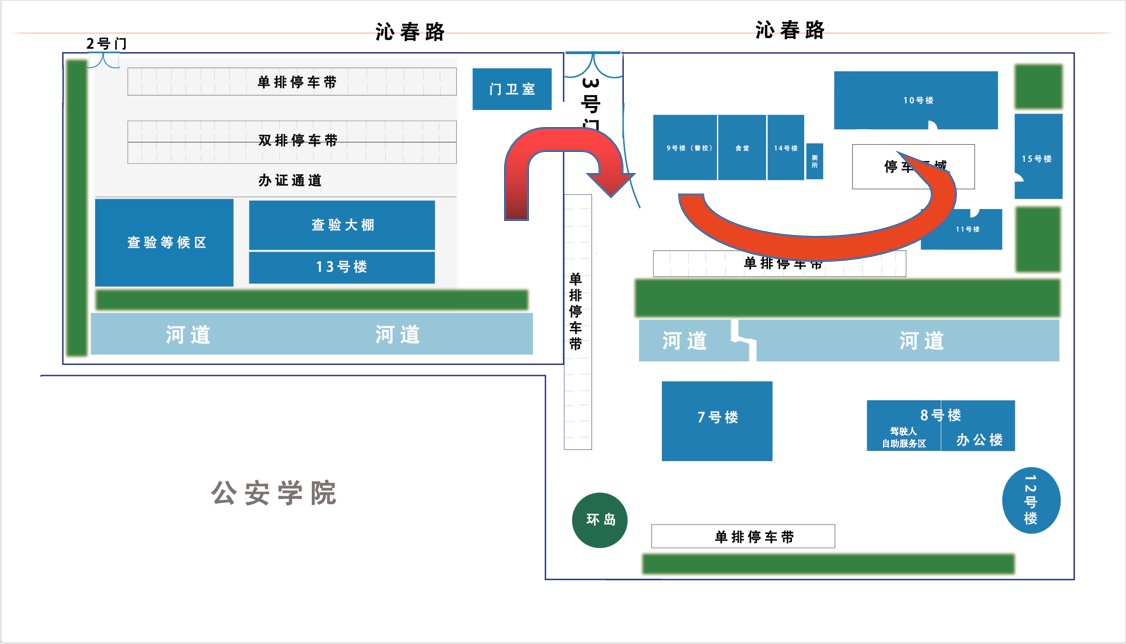 沁春路
沁春路
2号门
单排停车带
门卫室
3号门
10号楼
双排停车带
9号楼（警校）
食堂
14号楼
厕所
15号楼
停车区域
办证通道
查验等候区
查验大棚
13号楼
11号楼
单排停车带
单排停车带
河道
河道
河道
河道
7号楼
8号楼
驾驶人
自助服务区
办公楼
12号楼
公安学院
环岛
单排停车带